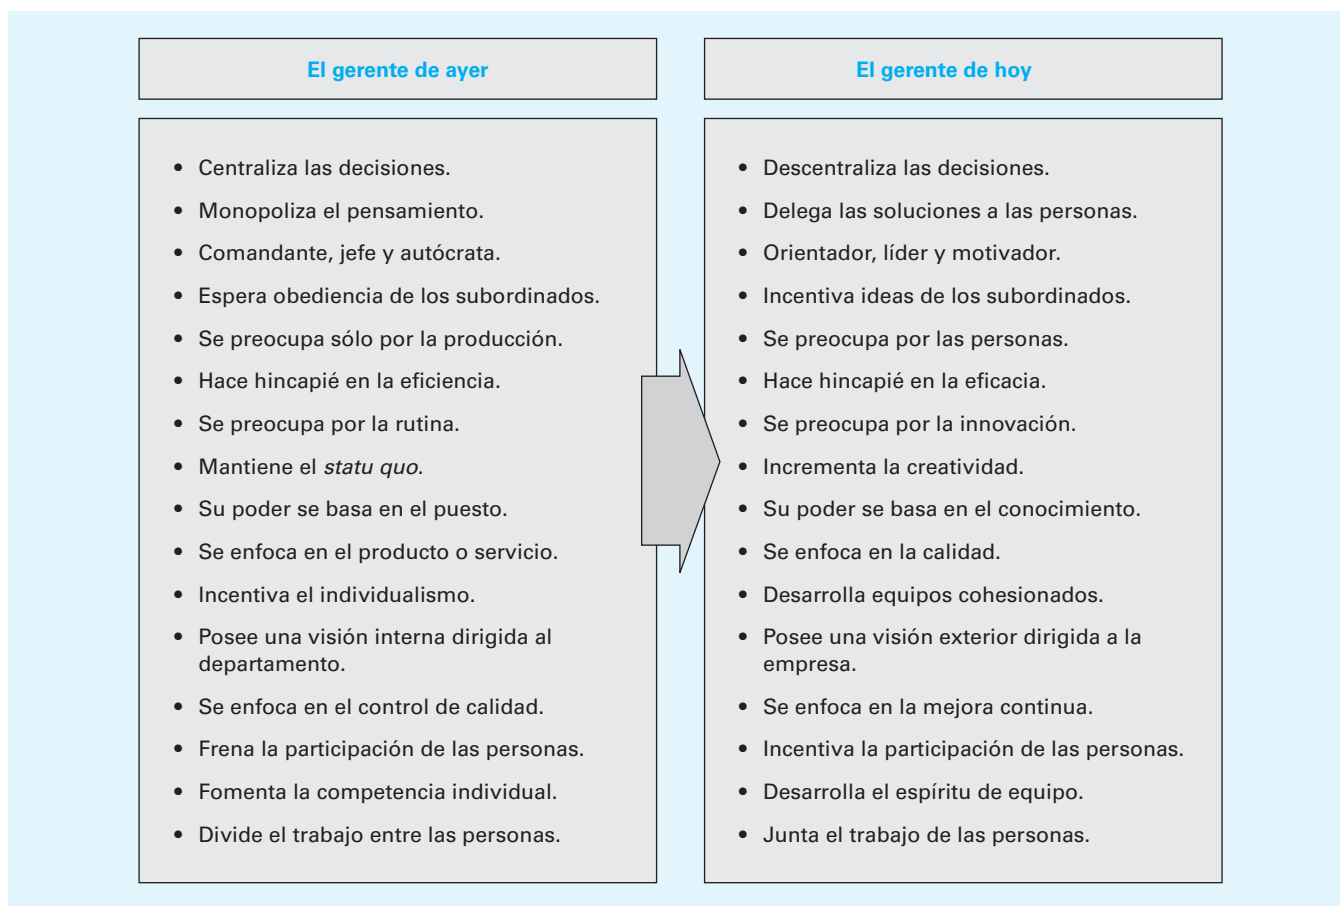 El gerente de ayer
• Centraliza las decisiones.
• Monopoliza el pensamiento.
• Comandante, jefe y autócrata.
• Espera obediencia de los subordinados.
• Se preocupa sólo por la producción.
• Hace hincapié en la eficiencia.
• Se preocupa por la rutina.
• Mantiene el statu quo.
• Su poder se basa en el puesto.
• Se enfoca en el producto o servicio.
• Incentiva el individualismo.
• Posee una visión interna dirigida al
departamento.
• Se enfoca en el control de calidad.
• Frena la participación de las personas.
• Fomenta la competencia individual.
• Divide el trabajo entre las personas.
El gerente de hoy
• Descentraliza las decisiones.
• Delega las soluciones a las personas.
• Orientador, líder y motivador.
• Incentiva ideas de los subordinados.
• Se preocupa por las personas.
• Hace hincapié en la eficacia.
• Se preocupa por la innovación.
• Incrementa la creatividad.
• Su poder se basa en el conocimiento.
• Se enfoca en la calidad.
• Desarrolla equipos cohesionados.
• Posee una visión exterior dirigida a la
empresa.
• Se enfoca en la mejora continua.
• Incentiva la participación de las personas.
• Desarrolla el espíritu de equipo.
• Junta el trabajo de las personas.